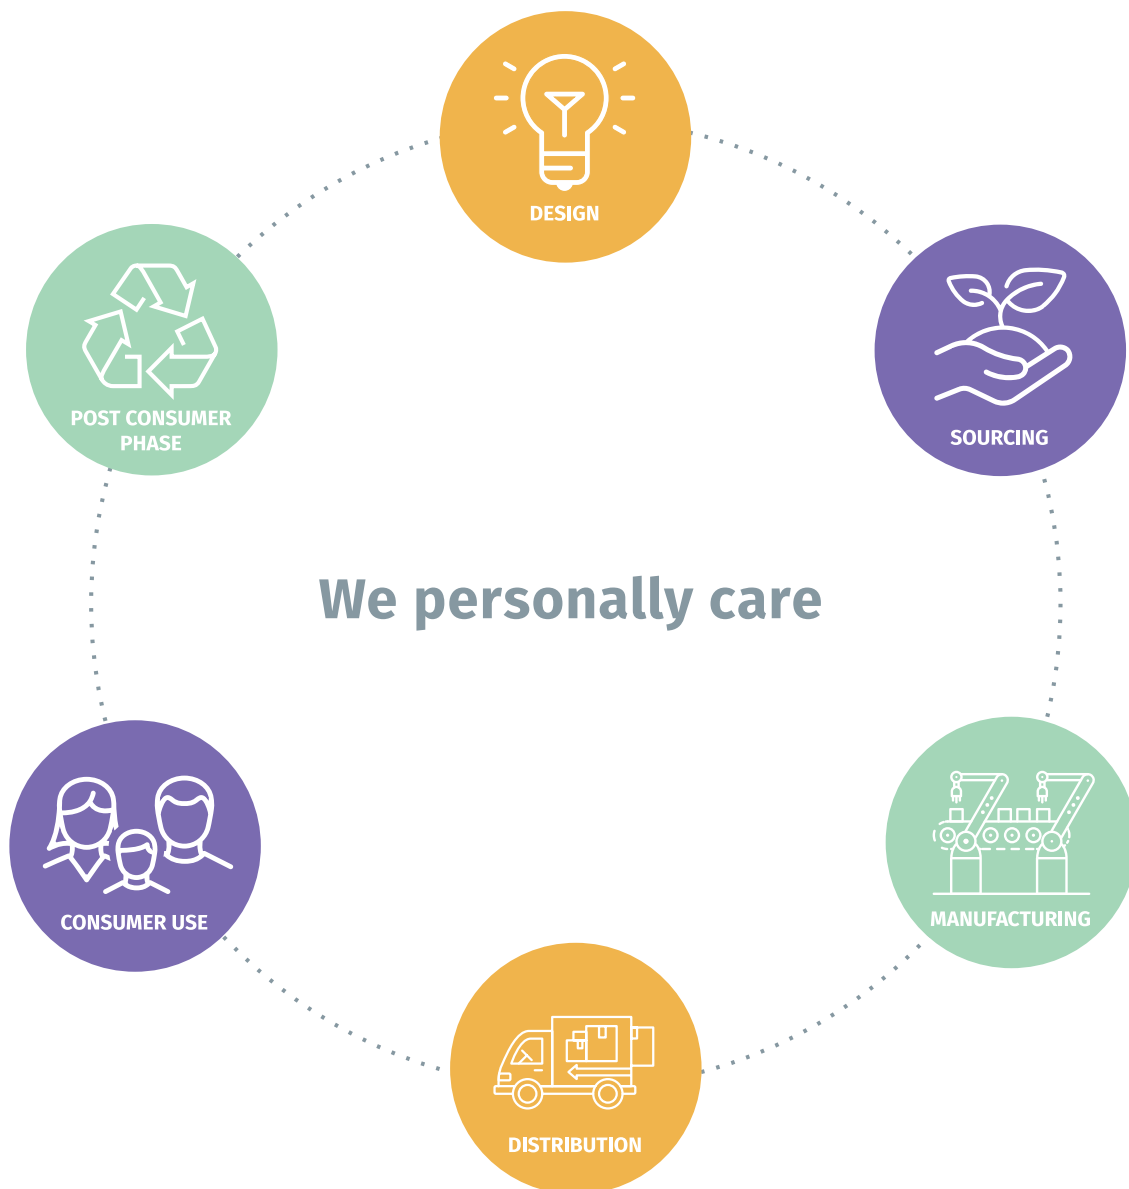 DESIGN
SOURCING
POST CONSUMER
PHASE
We personally care
MANUFACTURING
CONSUMER USE
DISTRIBUTION